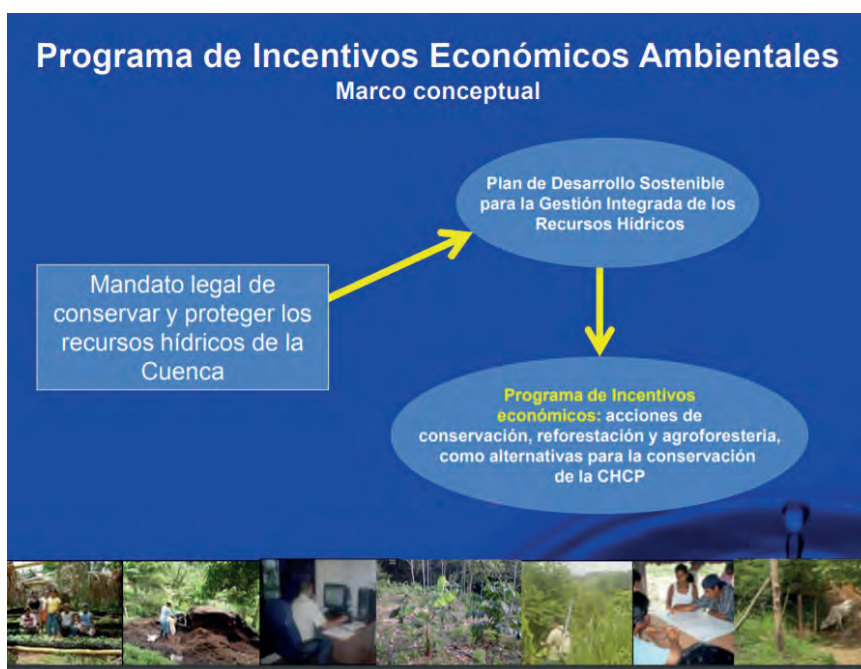 Programa de Incentivos Económicos Ambientales
Marco conceptual
Plan de Desarrollo Sostenible
para la Gestión Integrada de los
Recursos Hídricos
Mandato legal de
conservar y proteger los
recursos hídricos de la
Cuenca
Programa de Incentivos
económicos: acciones de
conservación, reforestación y agroforesteria,
como alternativas para la conservación
de la CHCP